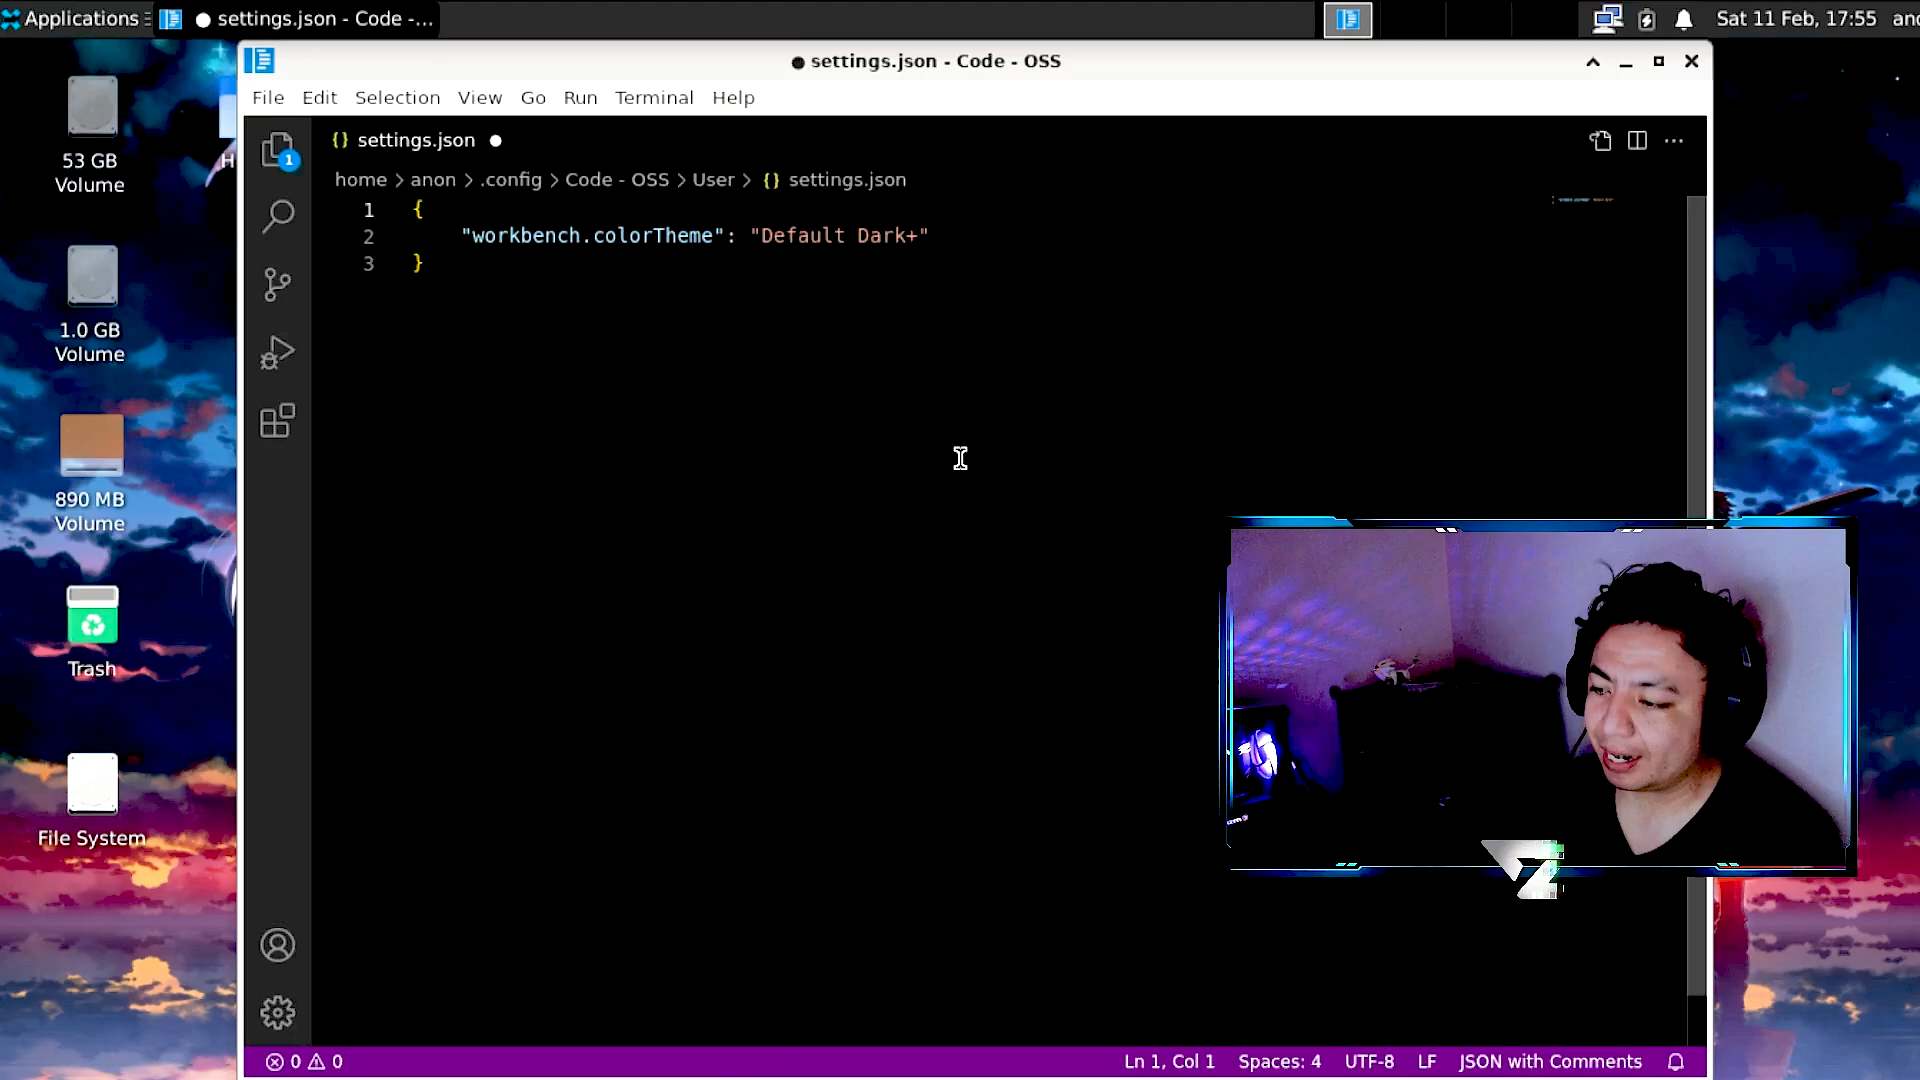 Applications
settings.json - Code -...
Sat 11 Feb, 17:55
settings.json - Code - OSS
File Edit Selection View Go Run Terminal Help
settings.json
1
home > anon > .config > Code - OSS > User > {} settings.json
1 {
2 "workbench.colorTheme": "Default Dark+"
3 }
53 GB
Volume
1.0 GB
Volume
890 MB
Volume
Trash
File System
0 0 Ln 1, Col 1 Spaces: 4 UTF-8 LF JSON with Comments